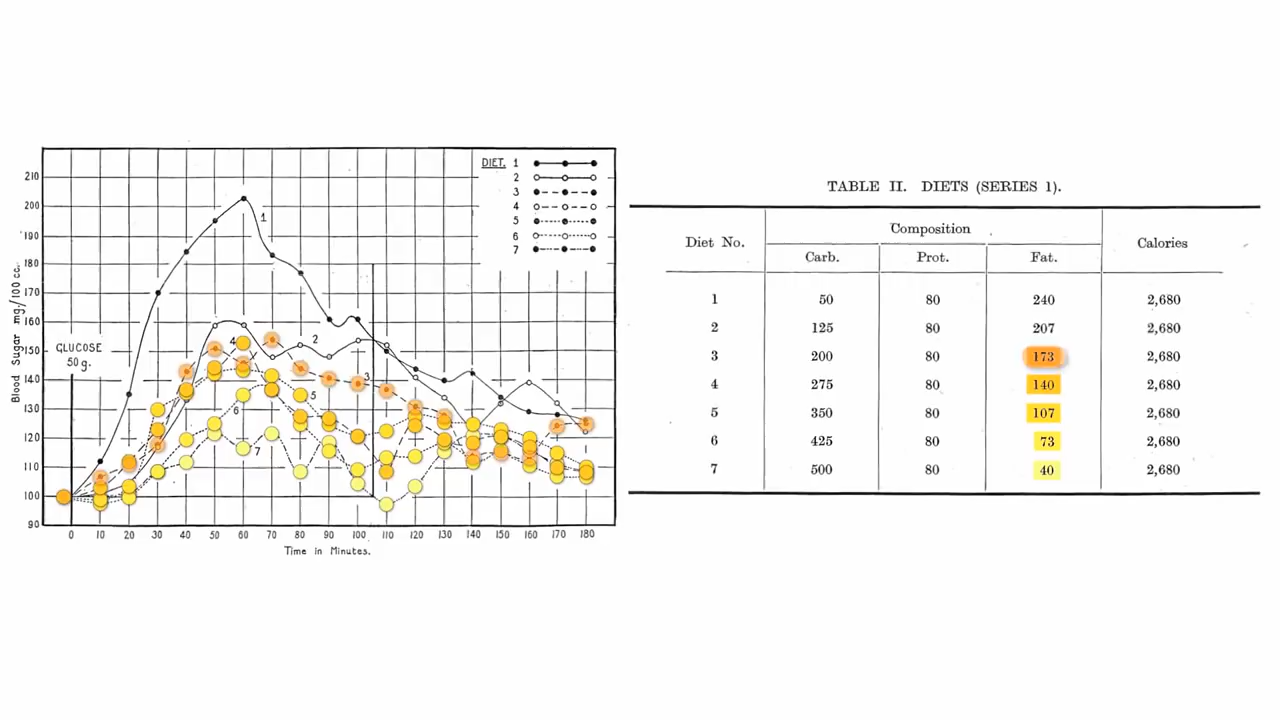 DIET. 1
2
3
4
5
6
7
210
200
190
180
170
160
150
140
130
120
110
100
90
Blood Sugar mg/100 cc.
GLUCOSE
50 g.
1
2
3
4
5
6
7
0 10 20 30 40 50 60 70 80 90 100 110 120 130 140 150 160 170 180
Time in Minutes.
TABLE II. DIETS (SERIES 1).
Diet No. Composition Calories
Carb. Prot. Fat.
1 50 80 240 2,680
2 125 80 207 2,680
3 200 80 173 2,680
4 275 80 140 2,680
5 350 80 107 2,680
6 425 80 73 2,680
7 500 80 40 2,680